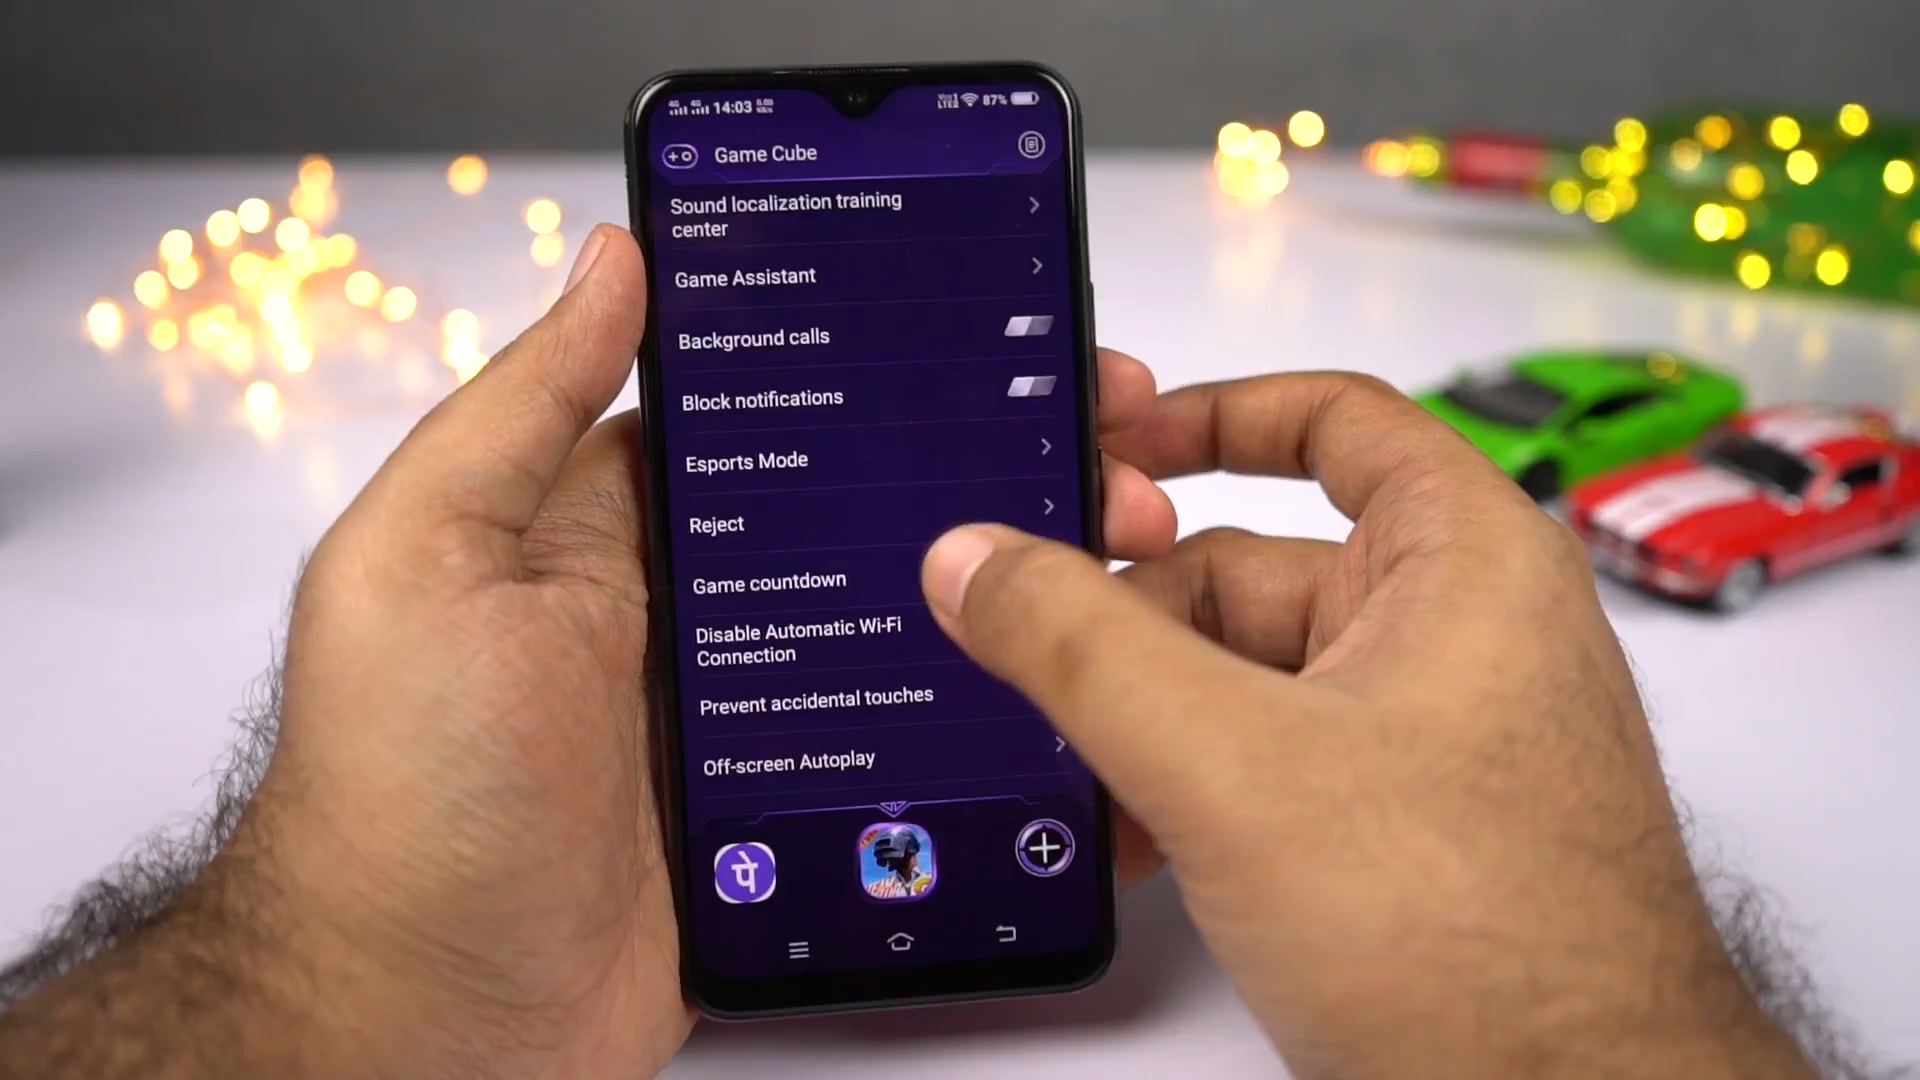 14:03
87%
Game Cube
Sound localization training
center
Game Assistant
Background calls
Block notifications
Esports Mode
Reject
Game countdown
Disable Automatic Wi-Fi
Connection
Prevent accidental touches
Off-screen Autoplay
पे